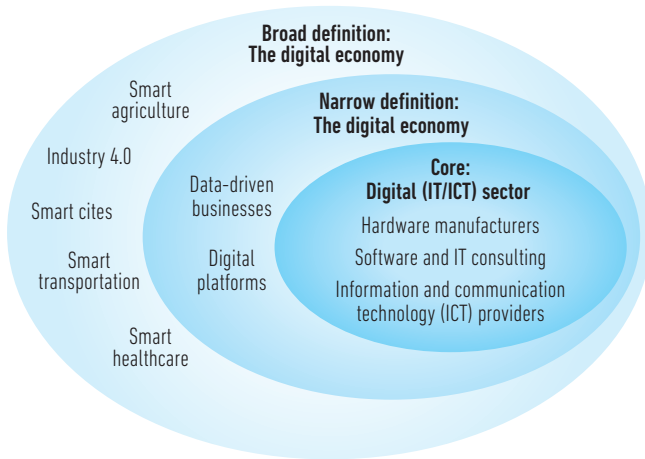 Broad definition:
The digital economy
Smart
agriculture
Industry 4.0
Smart cites
Smart
transportation
Smart
healthcare
Narrow definition:
The digital economy
Data-driven
businesses
Digital
platforms
Core:
Digital (IT/ICT) sector
Hardware manufacturers
Software and IT consulting
Information and communication
technology (ICT) providers